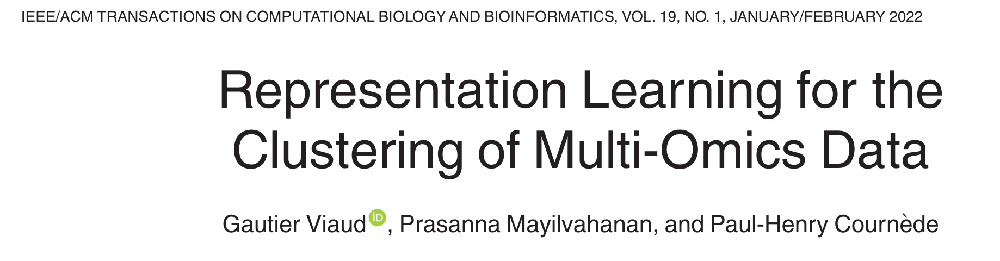 IEEE/ACM TRANSACTIONS ON COMPUTATIONAL BIOLOGY AND BIOINFORMATICS, VOL. 19, NO. 1, JANUARY/FEBRUARY 2022
Representation Learning for the
Clustering of Multi-Omics Data
Gautier Viaud iD, Prasanna Mayilvahanan, and Paul-Henry Cournède